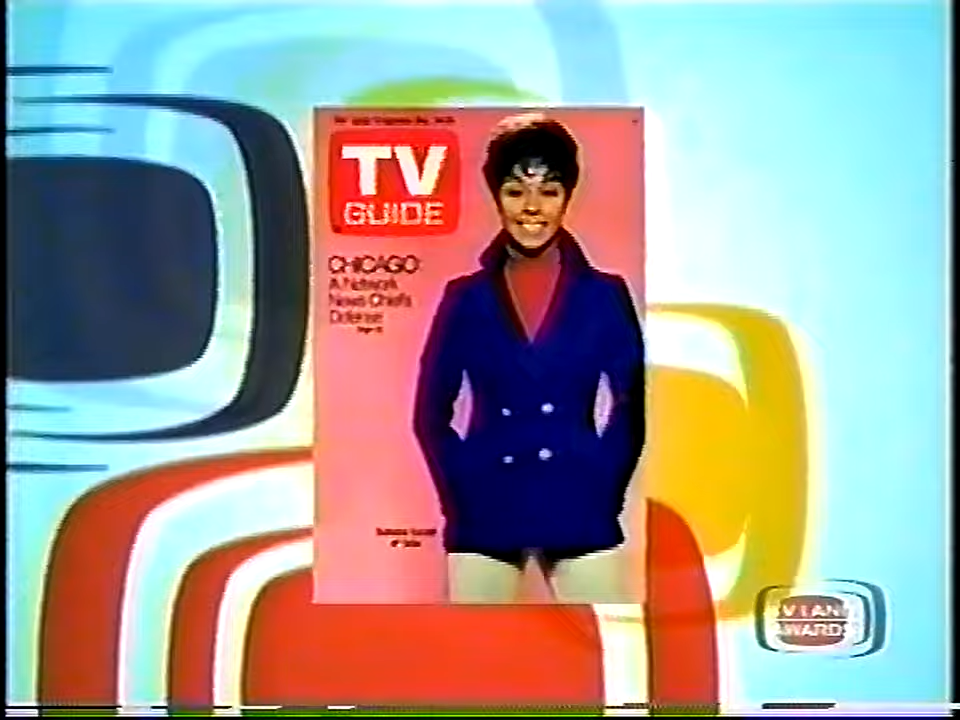 TV
GUIDE
CHICAGO:
A Network
News Chief's
Defense
TV LAND
AWARDS